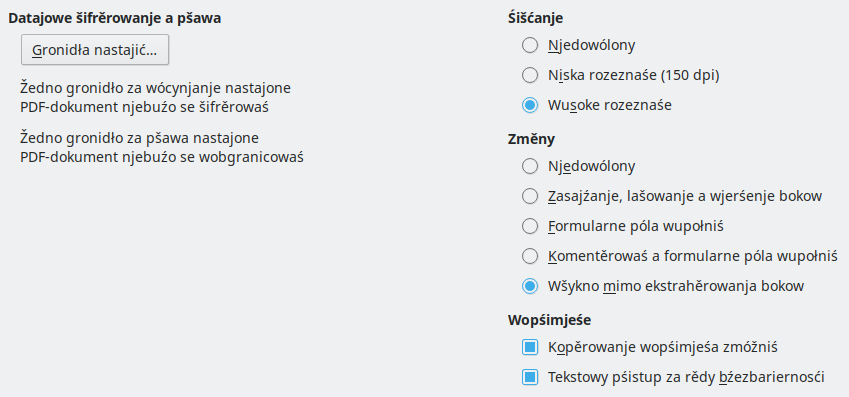 Datajowe šifrěrowanje a pšawa
Gronidła nastajić...
Žedno gronidło za wócynjanje nastajone
PDF-dokument njebuźo se šifrěrowaś
Žedno gronidło za pšawa nastajone
PDF-dokument njebuźo se wobgranicowaś
Śišćanje
Njedowólony
Niska rozeznaśe (150 dpi)
Wusoke rozeznaśe
Změny
Njedowólony
Zasajźanje, lašowanje a wjerśenje bokow
Formularne póla wupołniś
Komentěrowaś a formularne póla wupołniś
Wšykno mimo ekstrahěrowanja bokow
Wopśimjeśe
Kopěrowanje wopśimjeśa zmóžniś
Tekstowy pśistup za rědy bźezbariernosći